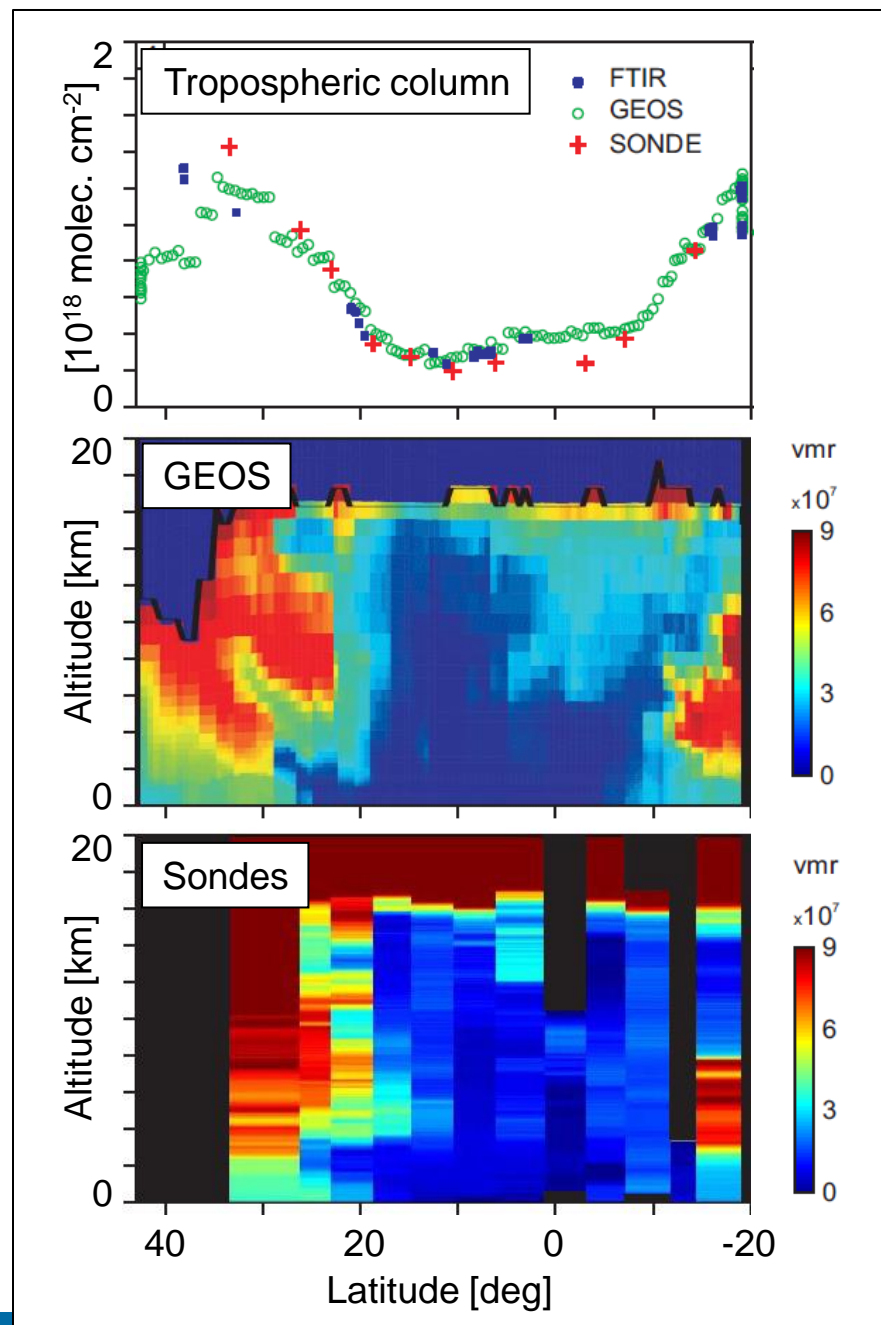 2
Tropospheric column
FTIR
GEOS
SONDE
[10¹⁸ molec. cm⁻²]
0
20
GEOS
vmr
x10⁷
9
6
3
0
Altitude [km]
0
20
Sondes
vmr
x10⁷
9
6
3
0
Altitude [km]
0
40 20 0 -20
Latitude [deg]